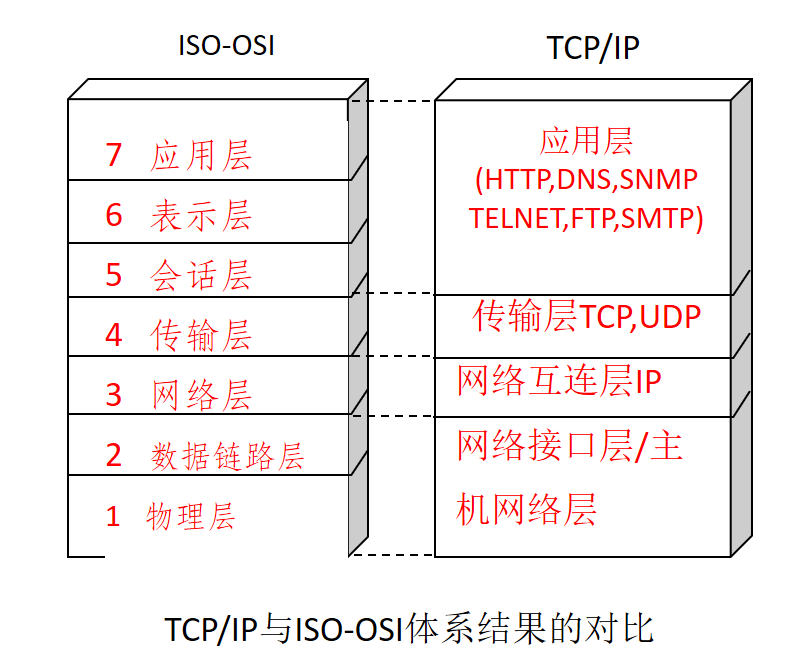 ISO-OSI
7 应用层
6 表示层
5 会话层
4 传输层
3 网络层
2 数据链路层
1 物理层
TCP/IP
应用层
(HTTP,DNS,SNMP
TELNET,FTP,SMTP)
传输层TCP,UDP
网络互连层IP
网络接口层/主
机网络层
TCP/IP与ISO-OSI体系结果的对比